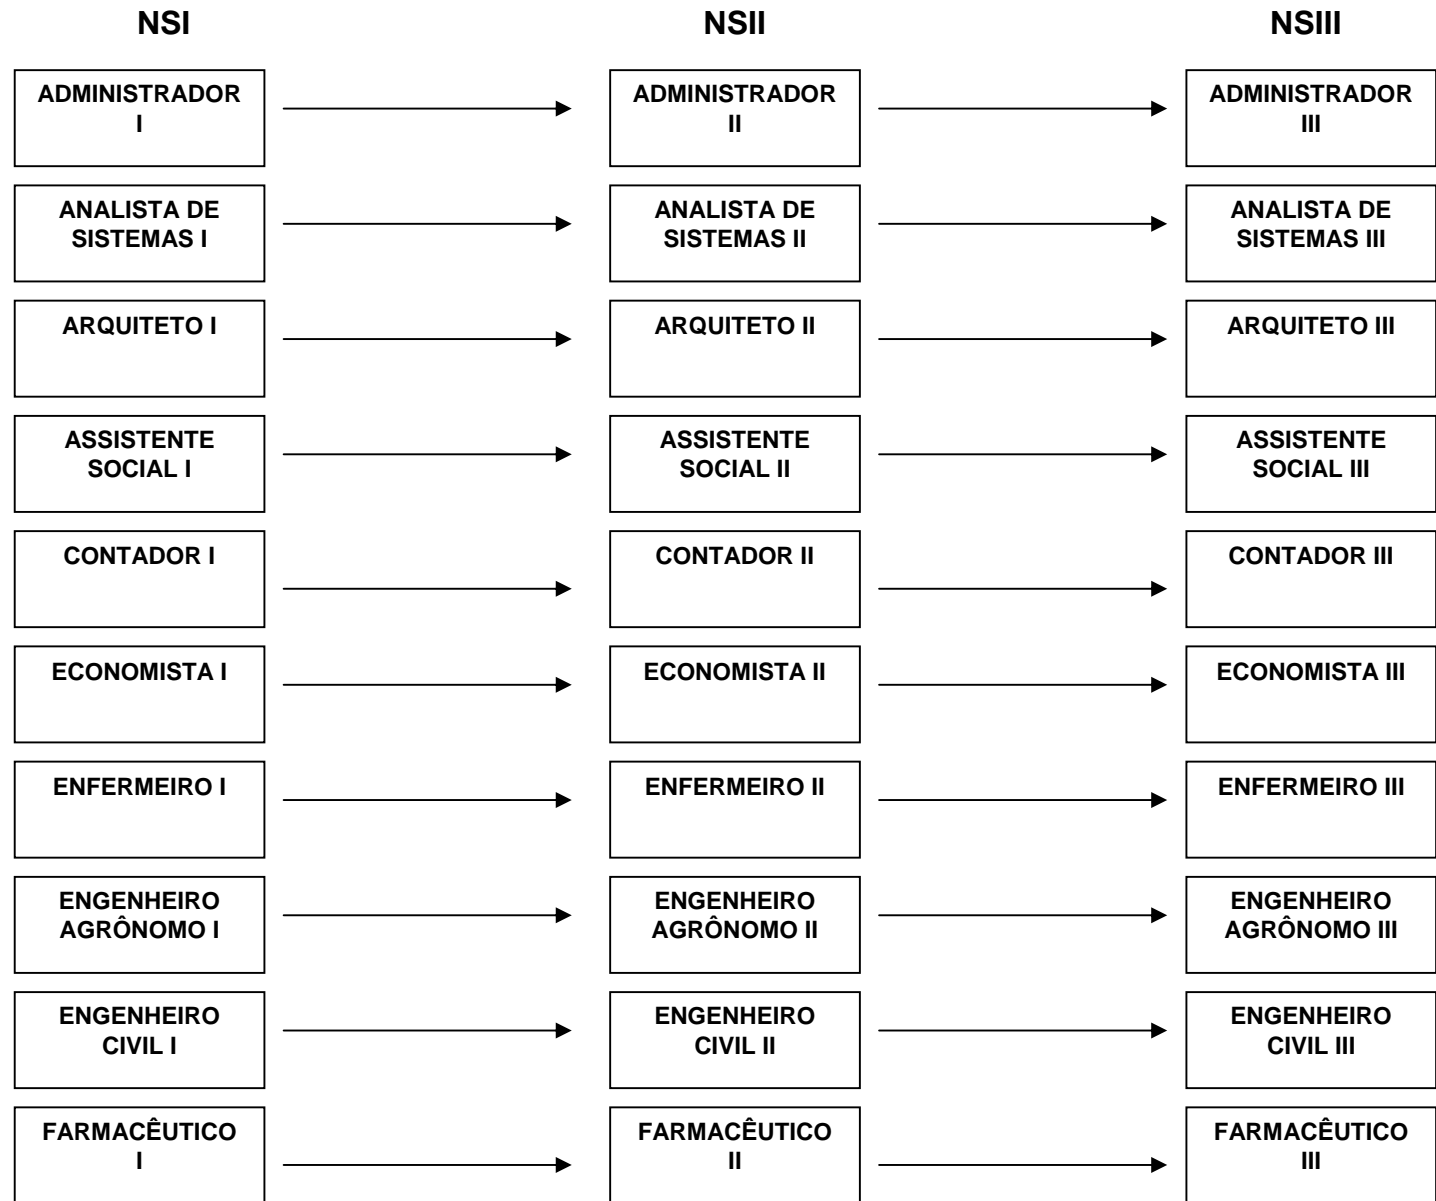 NSI
NSII
NSIII
ADMINISTRADOR
I
ADMINISTRADOR
II
ADMINISTRADOR
III
ANALISTA DE
SISTEMAS I
ANALISTA DE
SISTEMAS II
ANALISTA DE
SISTEMAS III
ARQUITETO I
ARQUITETO II
ARQUITETO III
ASSISTENTE
SOCIAL I
ASSISTENTE
SOCIAL II
ASSISTENTE
SOCIAL III
CONTADOR I
CONTADOR II
CONTADOR III
ECONOMISTA I
ECONOMISTA II
ECONOMISTA III
ENFERMEIRO I
ENFERMEIRO II
ENFERMEIRO III
ENGENHEIRO
AGRÔNOMO I
ENGENHEIRO
AGRÔNOMO II
ENGENHEIRO
AGRÔNOMO III
ENGENHEIRO
CIVIL I
ENGENHEIRO
CIVIL II
ENGENHEIRO
CIVIL III
FARMACÊUTICO
I
FARMACÊUTICO
II
FARMACÊUTICO
III